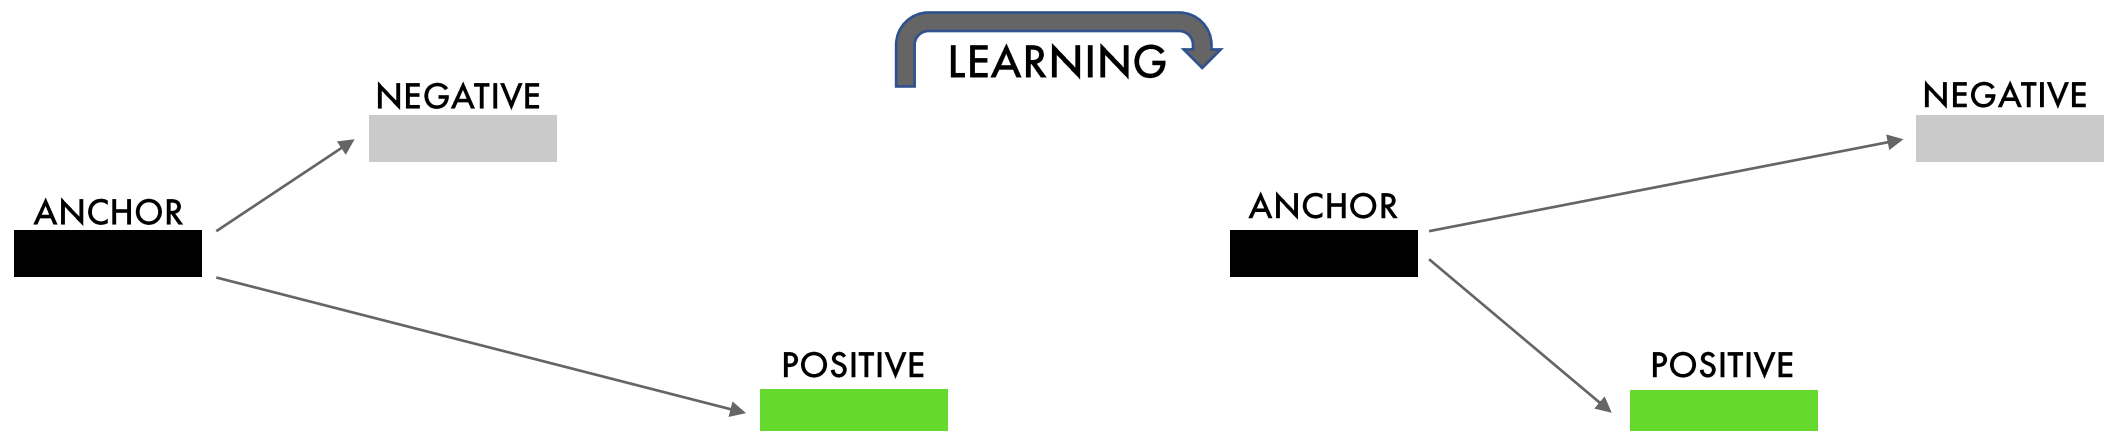 LEARNING
NEGATIVE
ANCHOR
POSITIVE
NEGATIVE
ANCHOR
POSITIVE